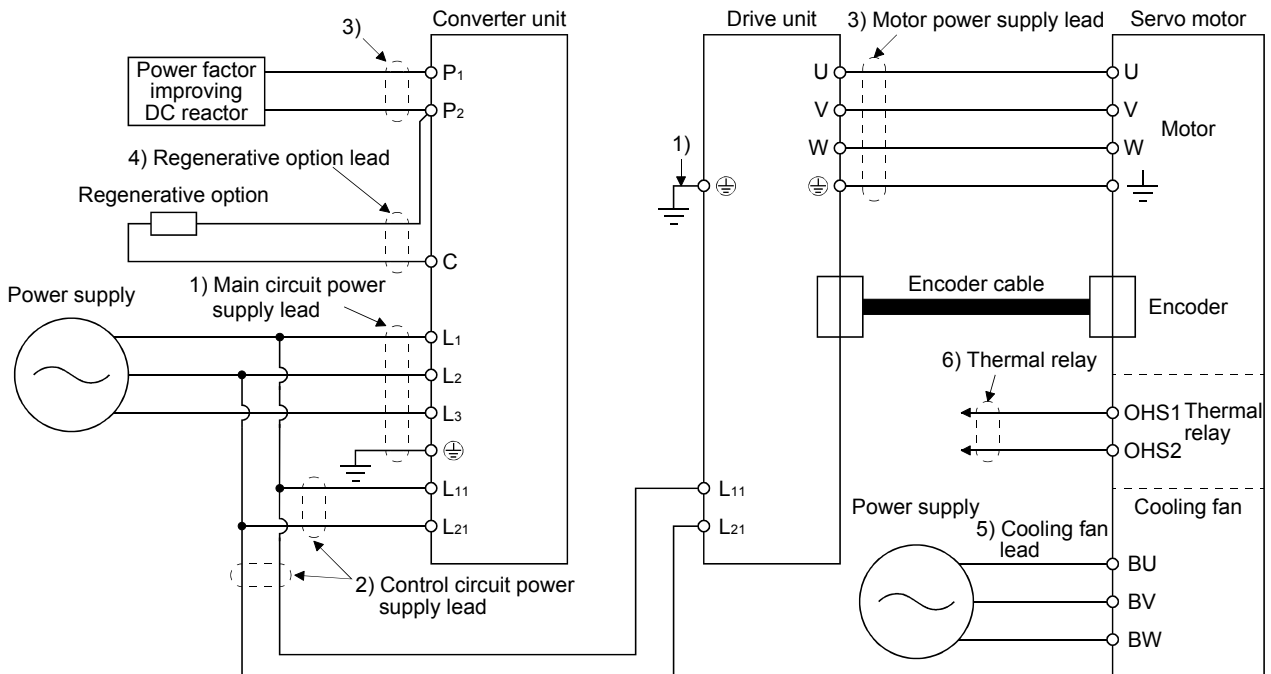 Converter unit
Drive unit
3) Motor power supply lead
Servo motor
3)
Power factor
improving
DC reactor
P1
P2
U
V
W
U
V
W
Motor
4) Regenerative option lead
Regenerative option
C
1)
1) Main circuit power
supply lead
Power supply
L1
L2
L3
L11
L21
2) Control circuit power
supply lead
Encoder cable
Encoder
6) Thermal relay
OHS1
OHS2
Thermal
relay
L11
L21
Power supply
Cooling fan
5) Cooling fan
lead
BU
BV
BW